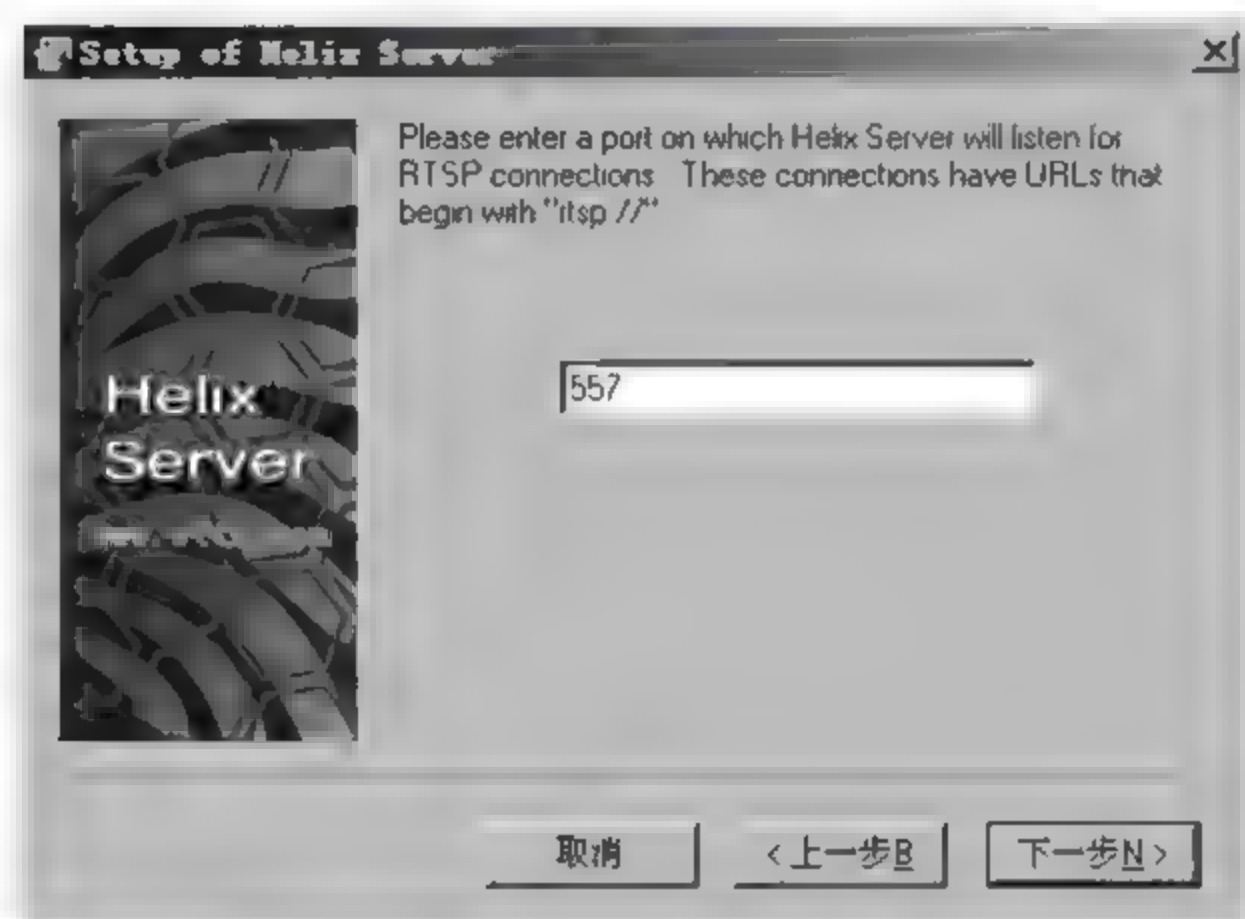 Setup of Helix Server
Please enter a port on which Helix Server will listen for
RTSP connections These connections have URLs that
begin with "rtsp //"
557
Helix
Server
取消
<上一步B
下一步N>